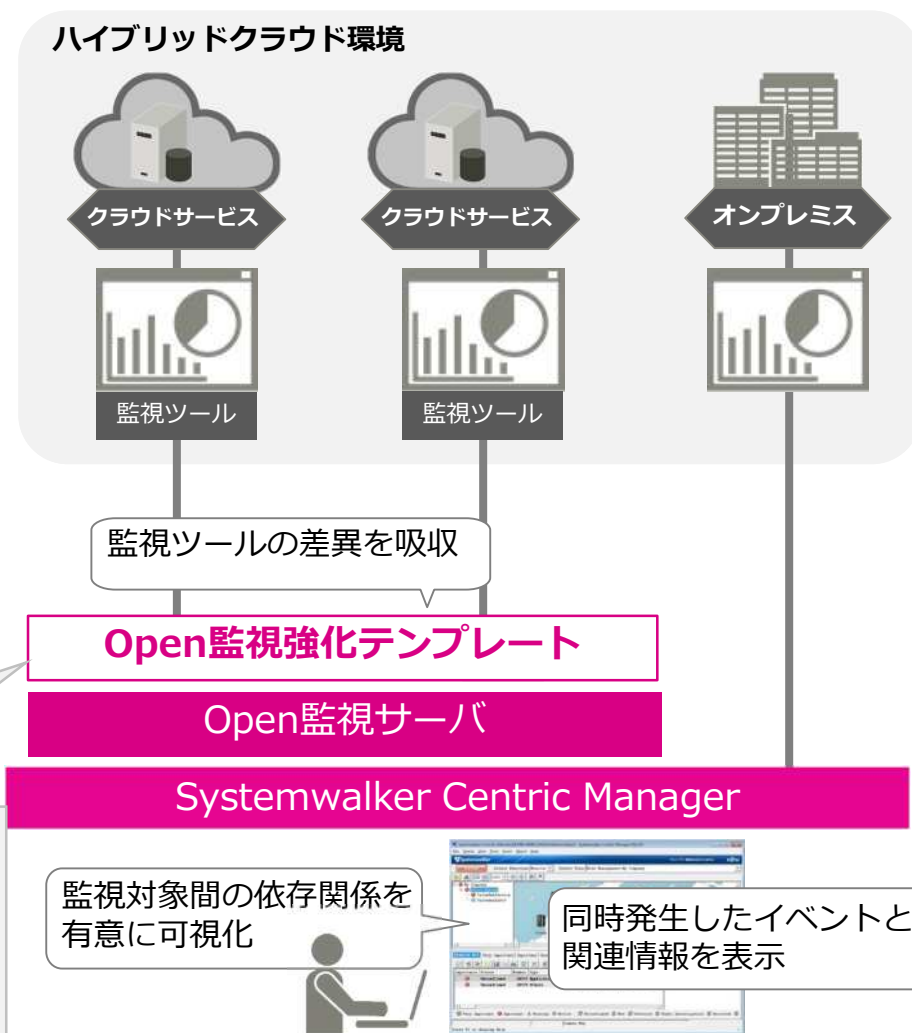 ハイブリッドクラウド環境
クラウドサービス
クラウドサービス
オンプレミス
監視ツール
監視ツール
監視ツールの差異を吸収
Open監視強化テンプレート
Open監視サーバ
Systemwalker Centric Manager
監視対象間の依存関係を
有意に可視化
同時発生したイベントと
関連情報を表示